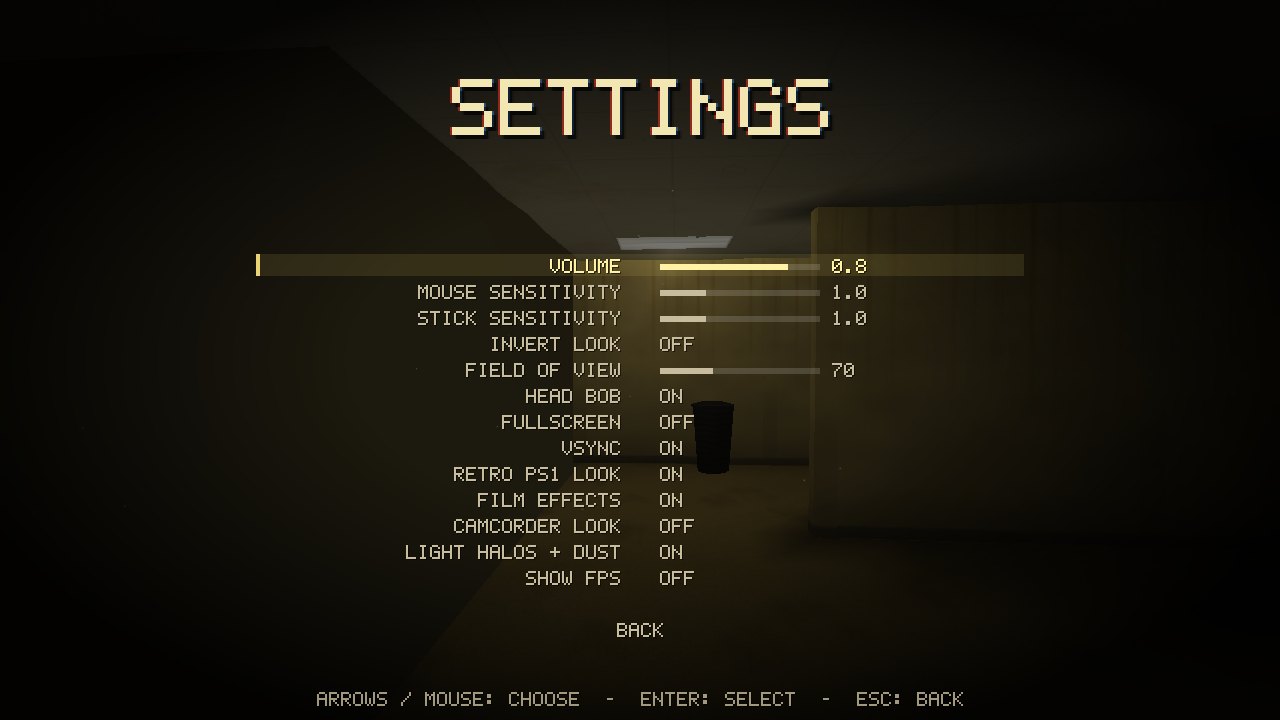 SETTINGS
VOLUME 0.8
MOUSE SENSITIVITY 1.0
STICK SENSITIVITY 1.0
INVERT LOOK OFF
FIELD OF VIEW 70
HEAD BOB ON
FULLSCREEN OFF
VSYNC ON
RETRO PS1 LOOK ON
FILM EFFECTS ON
CAMCORDER LOOK OFF
LIGHT HALOS + DUST ON
SHOW FPS OFF
BACK
ARROWS / MOUSE: CHOOSE - ENTER: SELECT - ESC: BACK